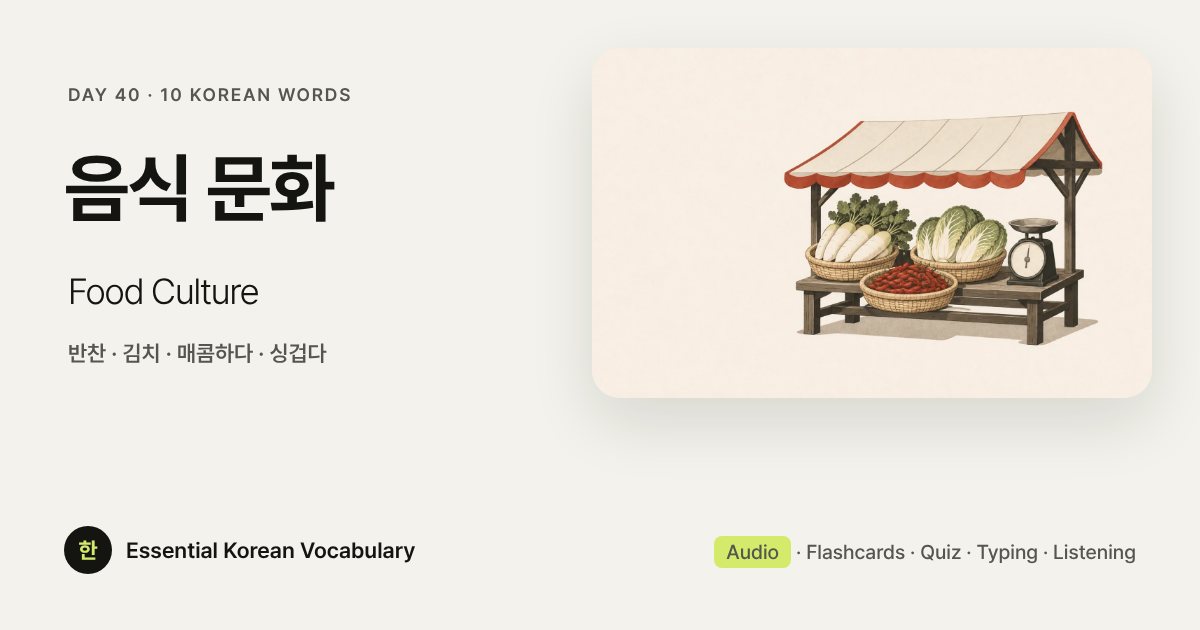 DAY 40 · 10 KOREAN WORDS
음식 문화
Food Culture
반찬 · 김치 · 매콤하다 · 싱겁다
한 Essential Korean Vocabulary
Audio · Flashcards · Quiz · Typing · Listening